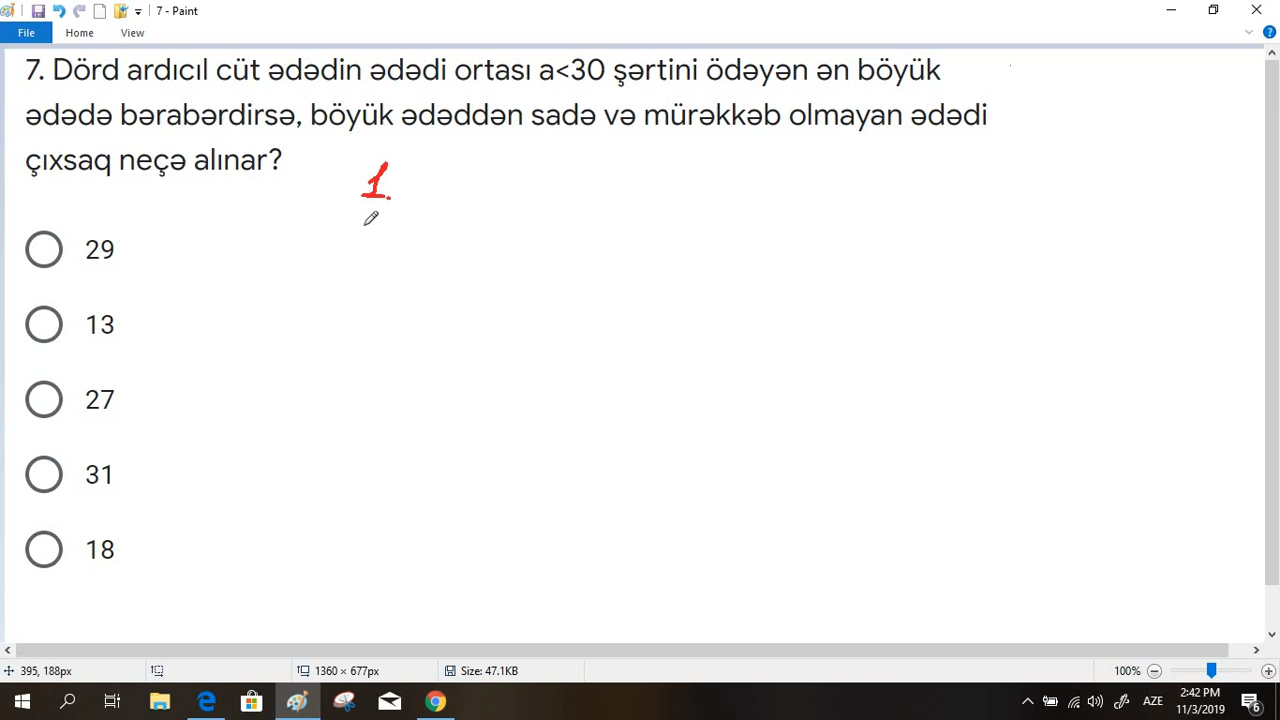 7 - Paint
File Home View
7. Dörd ardıcıl cüt ədədin ədədi ortası a<30 şərtini ödəyən ən böyük
ədədə bərabərdirsə, böyük ədəddən sadə və mürəkkəb olmayan ədədi
çıxsaq neçə alınar?
1.
29
13
27
31
18
395, 188px 1360 × 677px Size: 47.1KB 100%
AZE 2:42 PM
11/3/2019 6